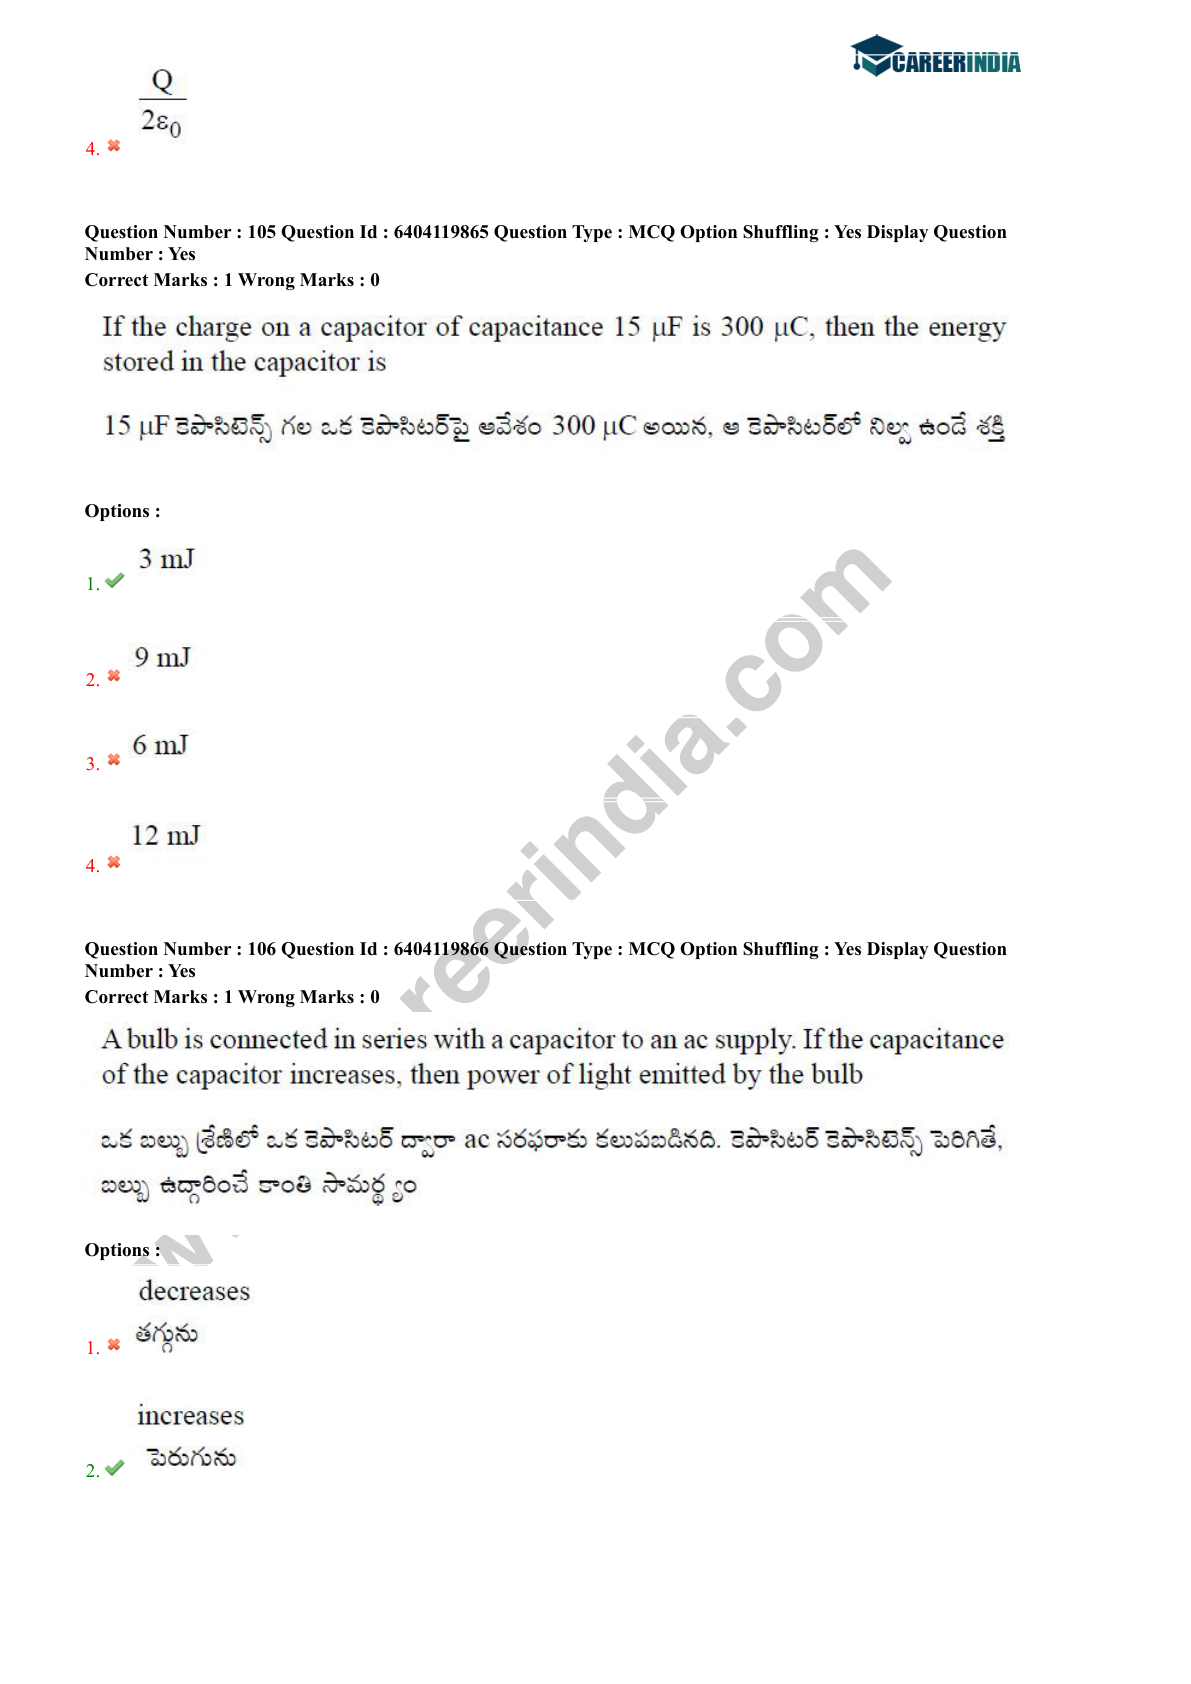 CAREERINDIA
Q
2ε0
4.
Question Number : 105 Question Id : 6404119865 Question Type : MCQ Option Shuffling : Yes Display Question
Number : Yes
Correct Marks : 1 Wrong Marks : 0
If the charge on a capacitor of capacitance 15 μF is 300 μC, then the energy
stored in the capacitor is
15 μF కెపాసిటెన్స్ గల ఒక కెపాసిటర్‌పై ఆవేశం 300 μC అయిన, ఆ కెపాసిటర్‌లో నిల్వ ఉండే శక్తి
Options :
3 mJ
1.
9 mJ
2.
6 mJ
3.
12 mJ
4.
reerindia.com
Question Number : 106 Question Id : 6404119866 Question Type : MCQ Option Shuffling : Yes Display Question
Number : Yes
Correct Marks : 1 Wrong Marks : 0
A bulb is connected in series with a capacitor to an ac supply. If the capacitance
of the capacitor increases, then power of light emitted by the bulb
ఒక బల్బు శ్రేణిలో ఒక కెపాసిటర్ ద్వారా ac సరఫరాకు కలుపబడినది. కెపాసిటర్ కెపాసిటెన్స్ పెరిగితే,
బల్బు ఉద్గారించే కాంతి సామర్థ్యం
Options :
decreases
తగ్గును
1.
increases
పెరుగును
2.